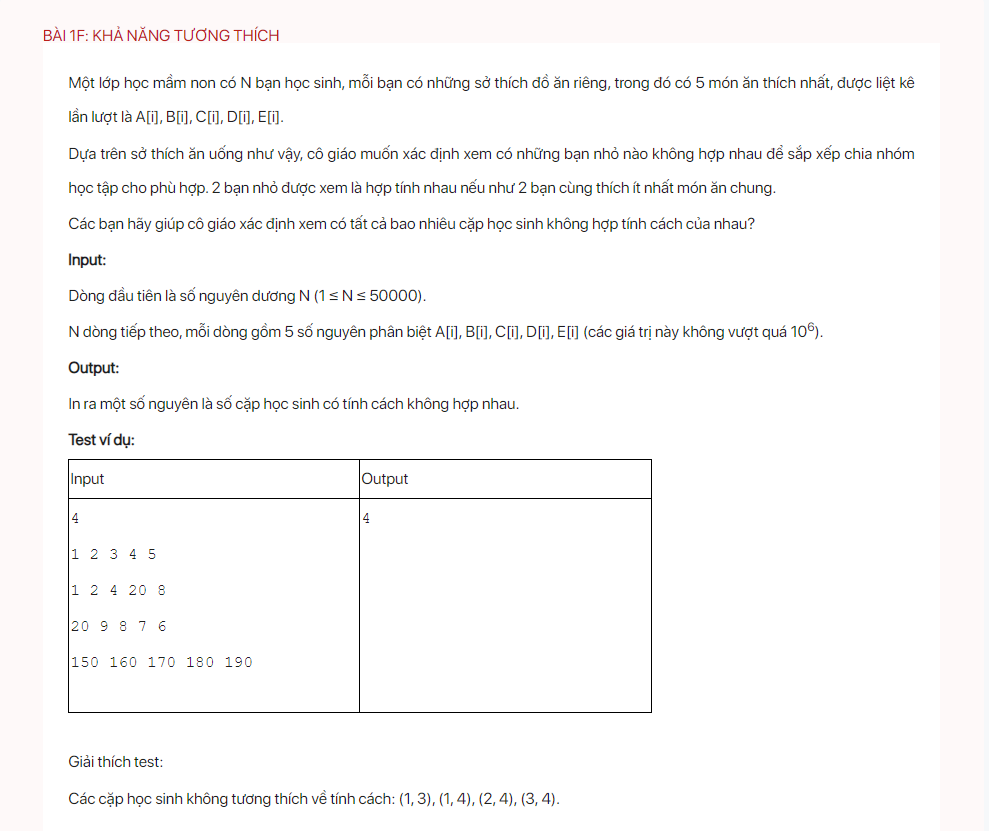 BÀI 1F: KHẢ NĂNG TƯƠNG THÍCH
Một lớp học mầm non có N bạn học sinh, mỗi bạn có những sở thích đồ ăn riêng, trong đó có 5 món ăn thích nhất, được liệt kê
lần lượt là A[i], B[i], C[i], D[i], E[i].
Dựa trên sở thích ăn uống như vậy, cô giáo muốn xác định xem có những bạn nhỏ nào không hợp nhau để sắp xếp chia nhóm
học tập cho phù hợp. 2 bạn nhỏ được xem là hợp tính nhau nếu như 2 bạn cùng thích ít nhất món ăn chung.
Các bạn hãy giúp cô giáo xác định xem có tất cả bao nhiêu cặp học sinh không hợp tính cách của nhau?
Input:
Dòng đầu tiên là số nguyên dương N (1 ≤ N ≤ 50000).
N dòng tiếp theo, mỗi dòng gồm 5 số nguyên phân biệt A[i], B[i], C[i], D[i], E[i] (các giá trị này không vượt quá 10⁶).
Output:
In ra một số nguyên là số cặp học sinh có tính cách không hợp nhau.
Test ví dụ:
Input Output
4 4
1 2 3 4 5
1 2 4 20 8
20 9 8 7 6
150 160 170 180 190
Giải thích test:
Các cặp học sinh không tương thích về tính cách: (1, 3), (1, 4), (2, 4), (3, 4).